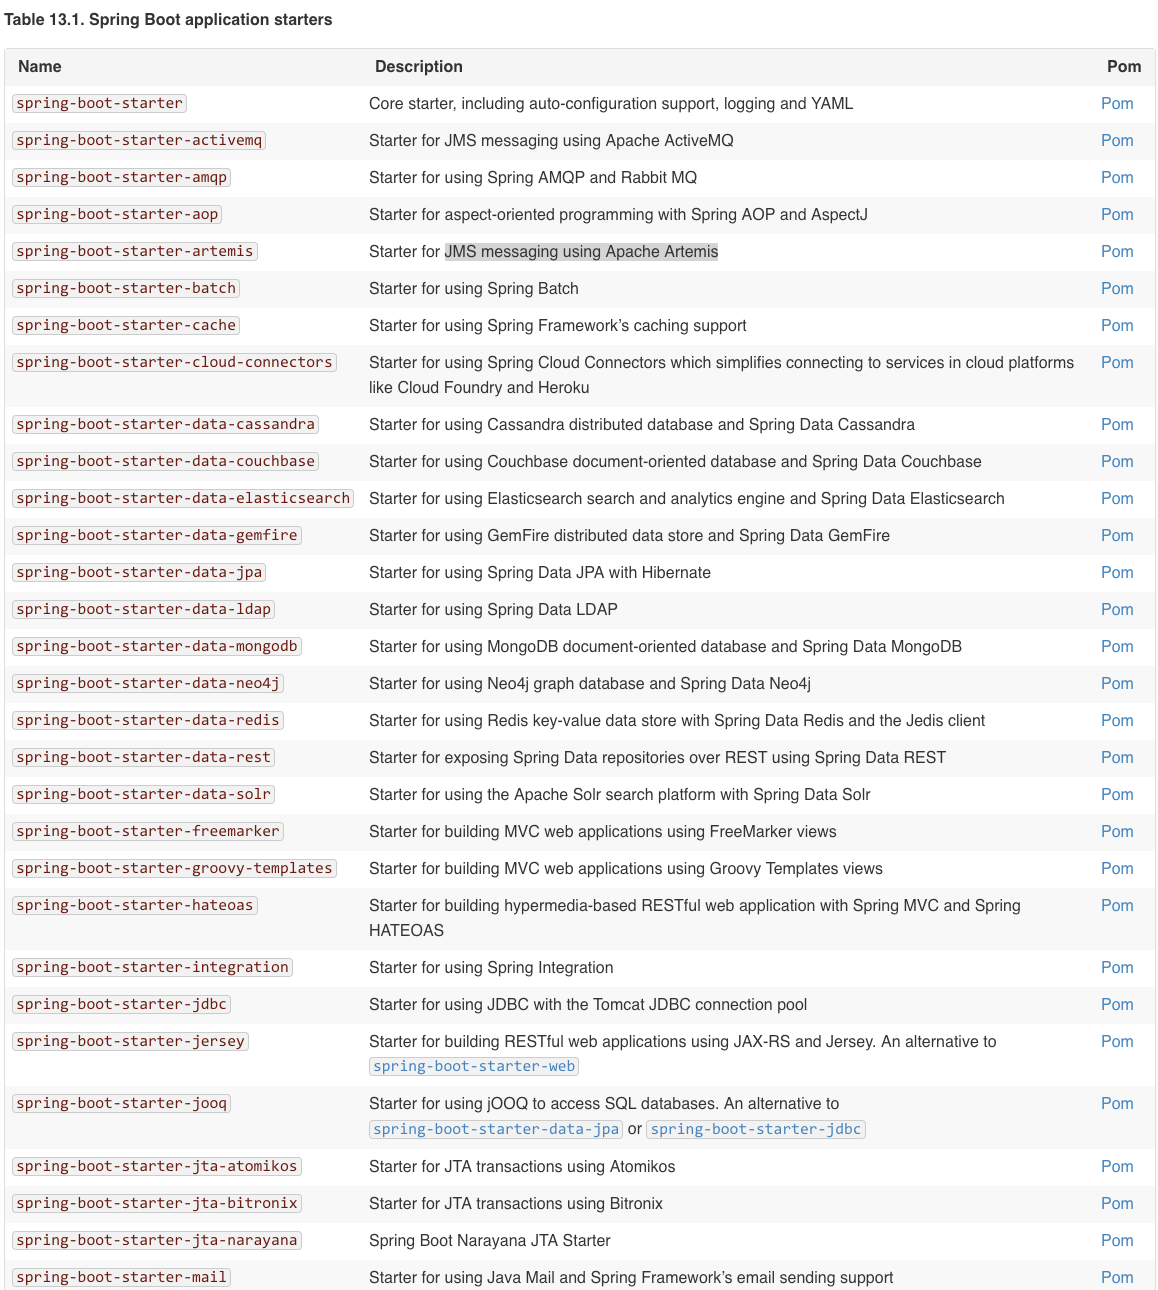 Table 13.1. Spring Boot application starters
Name Description Pom
spring-boot-starter Core starter, including auto-configuration support, logging and YAML Pom
spring-boot-starter-activemq Starter for JMS messaging using Apache ActiveMQ Pom
spring-boot-starter-amqp Starter for using Spring AMQP and Rabbit MQ Pom
spring-boot-starter-aop Starter for aspect-oriented programming with Spring AOP and AspectJ Pom
spring-boot-starter-artemis Starter for JMS messaging using Apache Artemis Pom
spring-boot-starter-batch Starter for using Spring Batch Pom
spring-boot-starter-cache Starter for using Spring Framework’s caching support Pom
spring-boot-starter-cloud-connectors Starter for using Spring Cloud Connectors which simplifies connecting to services in cloud platforms Pom
like Cloud Foundry and Heroku
spring-boot-starter-data-cassandra Starter for using Cassandra distributed database and Spring Data Cassandra Pom
spring-boot-starter-data-couchbase Starter for using Couchbase document-oriented database and Spring Data Couchbase Pom
spring-boot-starter-data-elasticsearch Starter for using Elasticsearch search and analytics engine and Spring Data Elasticsearch Pom
spring-boot-starter-data-gemfire Starter for using GemFire distributed data store and Spring Data GemFire Pom
spring-boot-starter-data-jpa Starter for using Spring Data JPA with Hibernate Pom
spring-boot-starter-data-ldap Starter for using Spring Data LDAP Pom
spring-boot-starter-data-mongodb Starter for using MongoDB document-oriented database and Spring Data MongoDB Pom
spring-boot-starter-data-neo4j Starter for using Neo4j graph database and Spring Data Neo4j Pom
spring-boot-starter-data-redis Starter for using Redis key-value data store with Spring Data Redis and the Jedis client Pom
spring-boot-starter-data-rest Starter for exposing Spring Data repositories over REST using Spring Data REST Pom
spring-boot-starter-data-solr Starter for using the Apache Solr search platform with Spring Data Solr Pom
spring-boot-starter-freemarker Starter for building MVC web applications using FreeMarker views Pom
spring-boot-starter-groovy-templates Starter for building MVC web applications using Groovy Templates views Pom
spring-boot-starter-hateoas Starter for building hypermedia-based RESTful web application with Spring MVC and Spring Pom
HATEOAS
spring-boot-starter-integration Starter for using Spring Integration Pom
spring-boot-starter-jdbc Starter for using JDBC with the Tomcat JDBC connection pool Pom
spring-boot-starter-jersey Starter for building RESTful web applications using JAX-RS and Jersey. An alternative to Pom
spring-boot-starter-web
spring-boot-starter-jooq Starter for using jOOQ to access SQL databases. An alternative to Pom
spring-boot-starter-data-jpa or spring-boot-starter-jdbc
spring-boot-starter-jta-atomikos Starter for JTA transactions using Atomikos Pom
spring-boot-starter-jta-bitronix Starter for JTA transactions using Bitronix Pom
spring-boot-starter-jta-narayana Spring Boot Narayana JTA Starter Pom
spring-boot-starter-mail Starter for using Java Mail and Spring Framework’s email sending support Pom